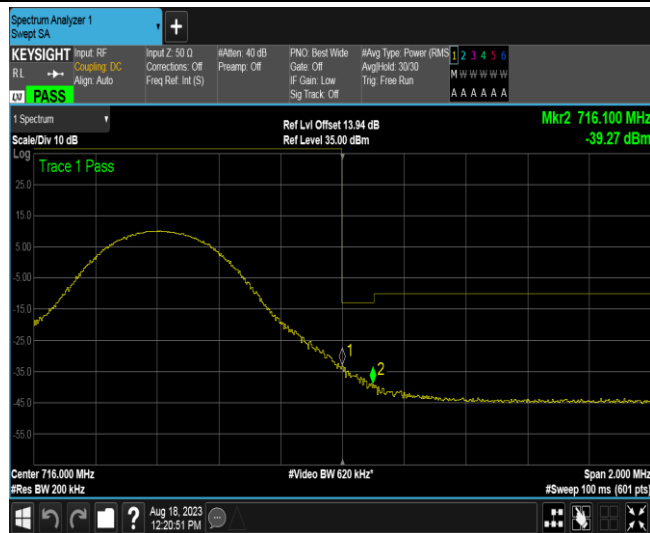 Spectrum Analyzer 1
Swept SA
+
KEYSIGHT Input: RF Input Z: 50 Ω #Atten: 40 dB PNO: Best Wide #Avg Type: Power (RMS 1 2 3 4 5 6
RL Coupling: DC Corrections: Off Preamp: Off Gate: Off Avg|Hold: 30/30 M W W W W W
Align: Auto Freq Ref: Int (S) IF Gain: Low Trig: Free Run
LXI PASS Sig Track: Off A A A A A A
1 Spectrum Ref Lvl Offset 13.94 dB Mkr2 716.100 MHz
Scale/Div 10 dB Ref Level 35.00 dBm -39.27 dBm
Log
Trace 1 Pass
25.0
15.0
5.00
-5.00
-15.0
-25.0
1
-35.0
2
-45.0
-55.0
Center 716.000 MHz #Video BW 620 kHz* Span 2.000 MHz
#Res BW 200 kHz #Sweep 100 ms (601 pts)
? Aug 18, 2023
12:20:51 PM